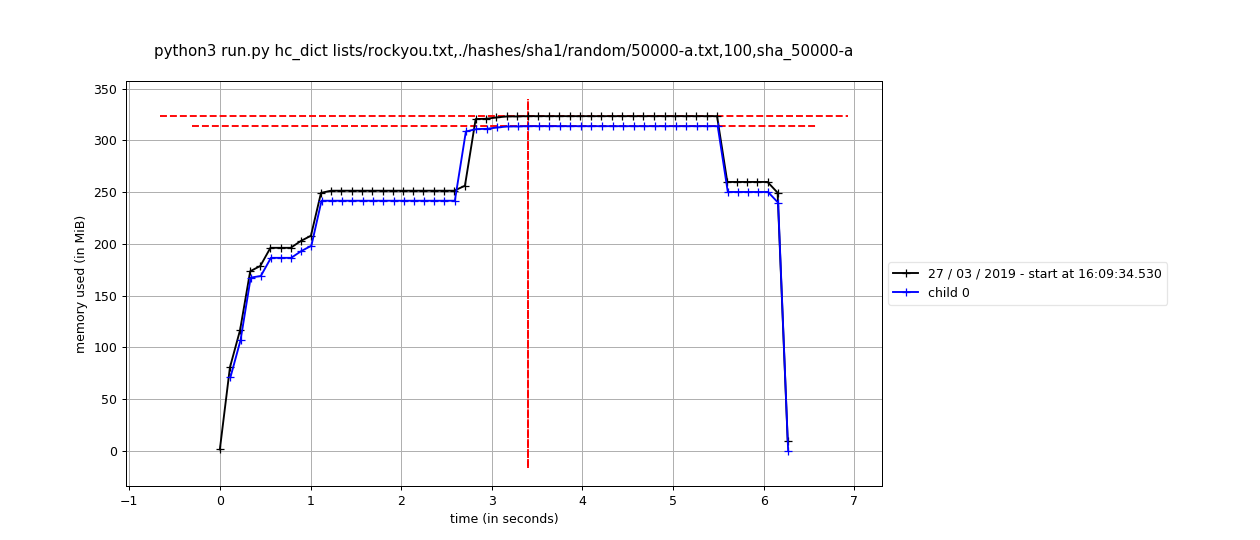 python3 run.py hc_dict lists/rockyou.txt,./hashes/sha1/random/50000-a.txt,100,sha_50000-a
350
300
250
200
150
100
50
0
memory used (in MiB)
−1 0 1 2 3 4 5 6 7
time (in seconds)
27 / 03 / 2019 - start at 16:09:34.530
child 0